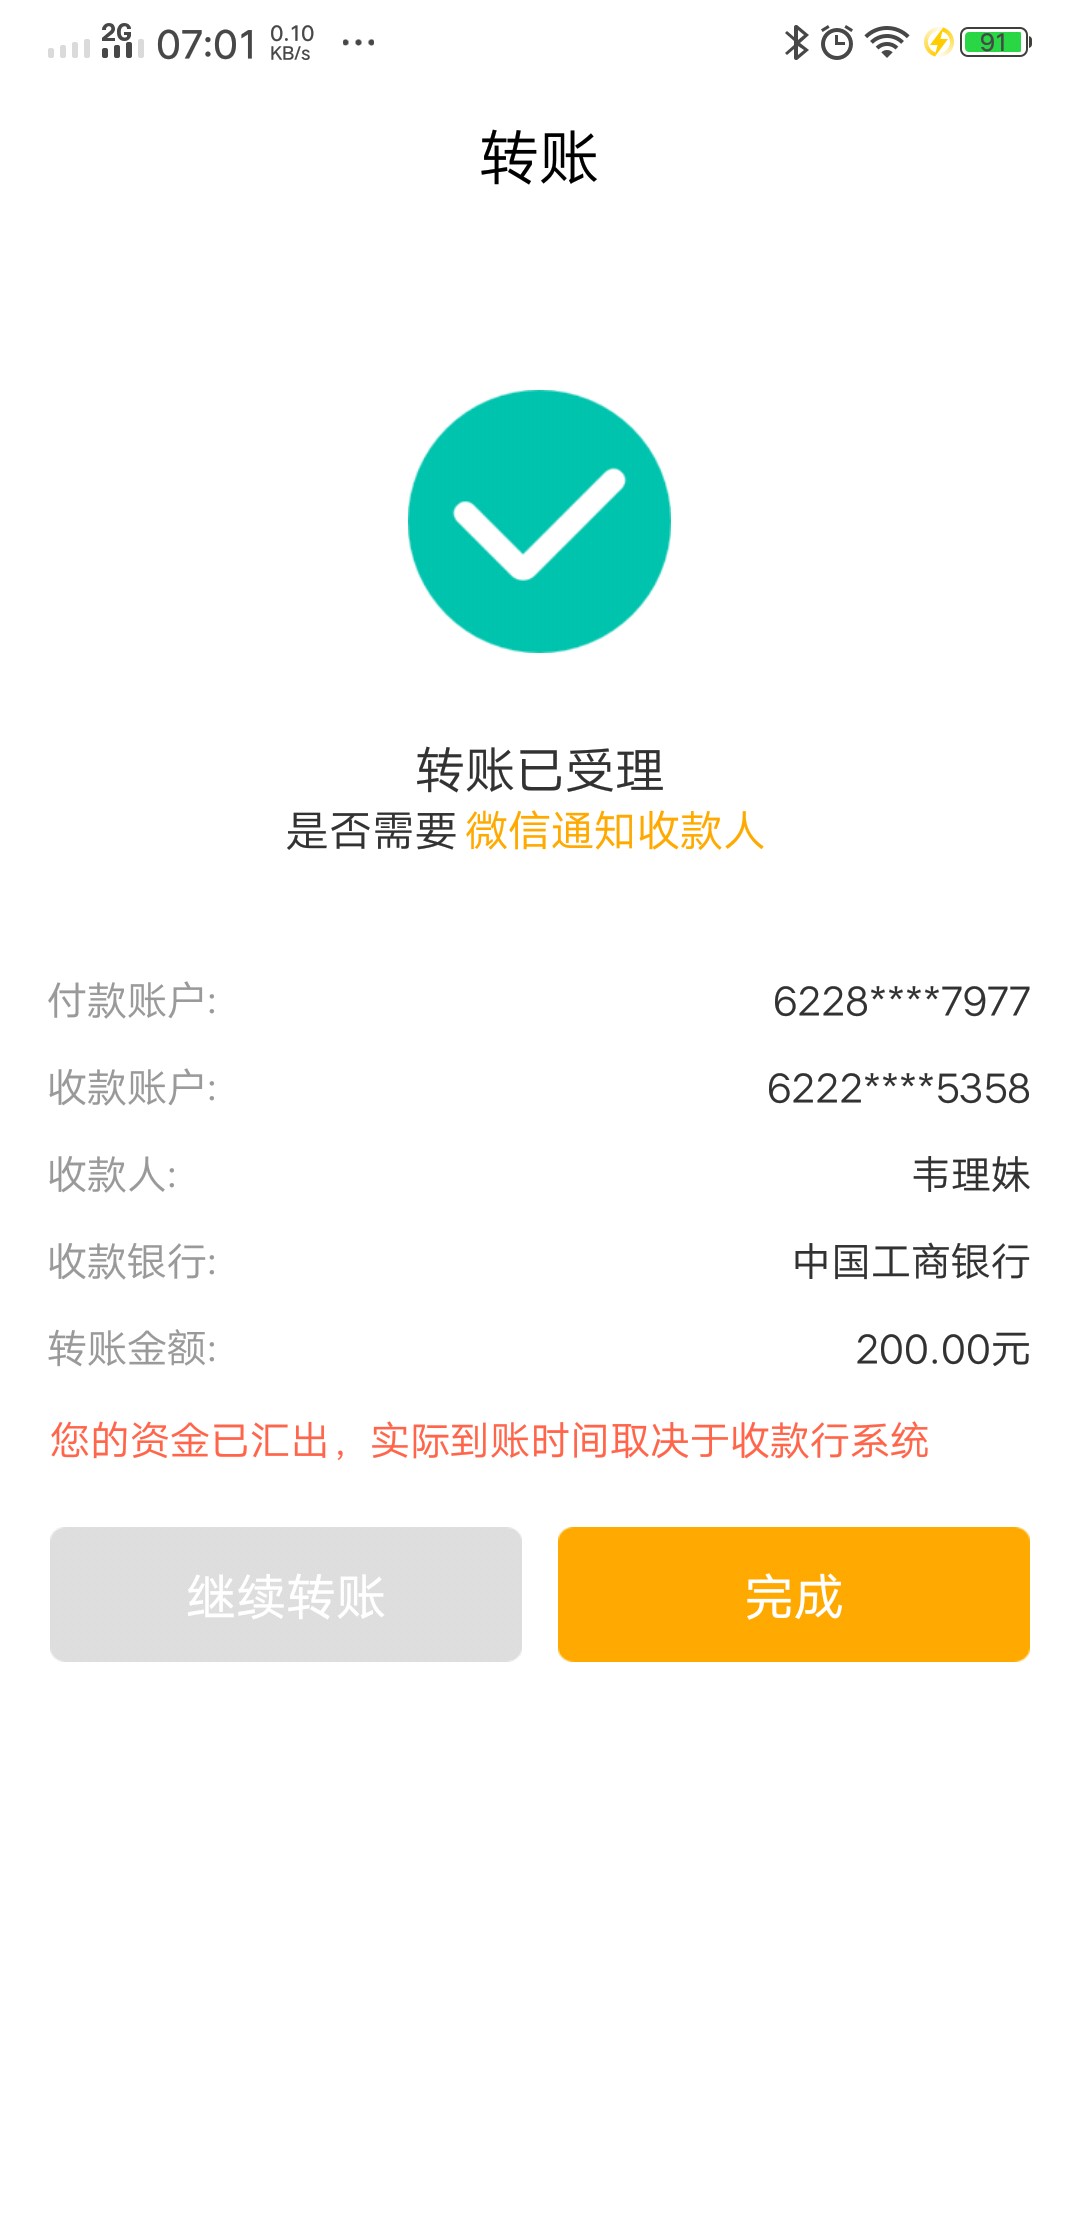 2G 07:01 0.10 KB/s ... 91
转账
转账已受理
是否需要 微信通知收款人
付款账户: 6228****7977
收款账户: 6222****5358
收款人: 韦理妹
收款银行: 中国工商银行
转账金额: 200.00元
您的资金已汇出，实际到账时间取决于收款行系统
继续转账 完成